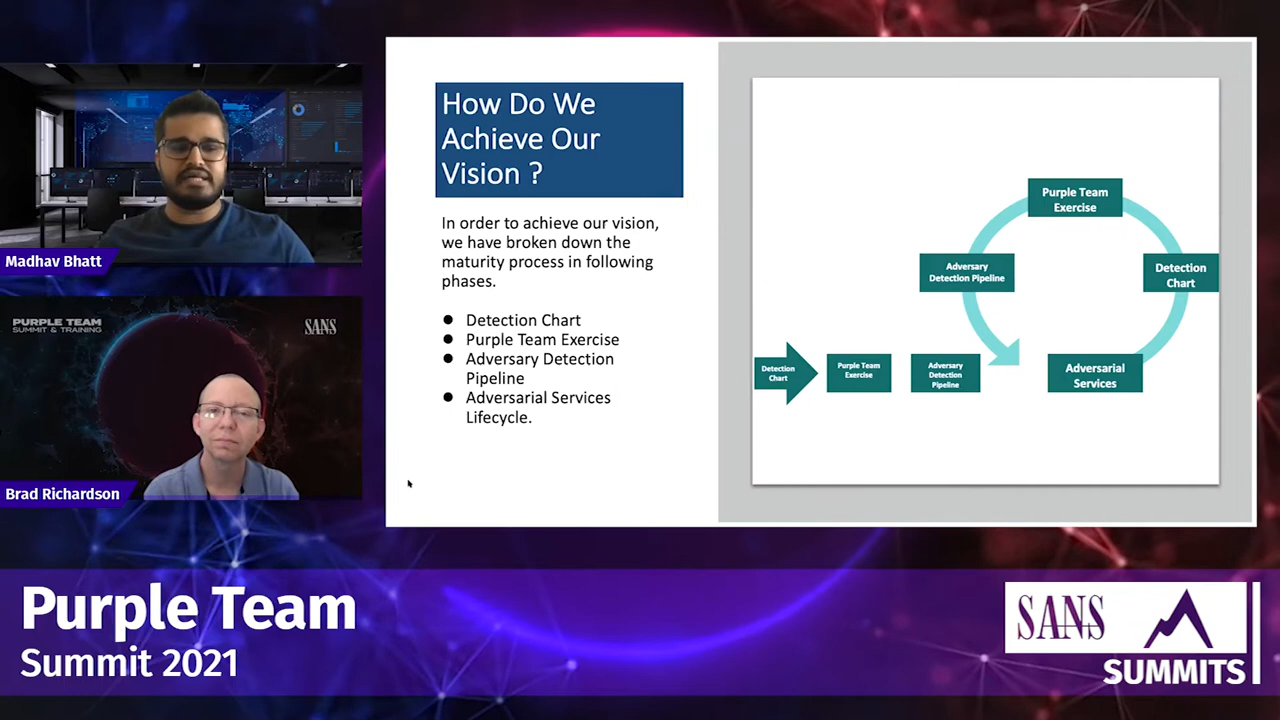 Madhav Bhatt
PURPLE TEAM
SUMMIT & TRAINING
SANS
Brad Richardson
How Do We
Achieve Our
Vision ?
In order to achieve our vision,
we have broken down the
maturity process in following
phases.
● Detection Chart
● Purple Team Exercise
● Adversary Detection
Pipeline
● Adversarial Services
Lifecycle.
Purple Team
Exercise
Adversary
Detection Pipeline
Detection
Chart
Detection
Chart
Purple Team
Exercise
Adversary
Detection
Pipeline
Adversarial
Services
Purple Team
Summit 2021
SANS
SUMMITS